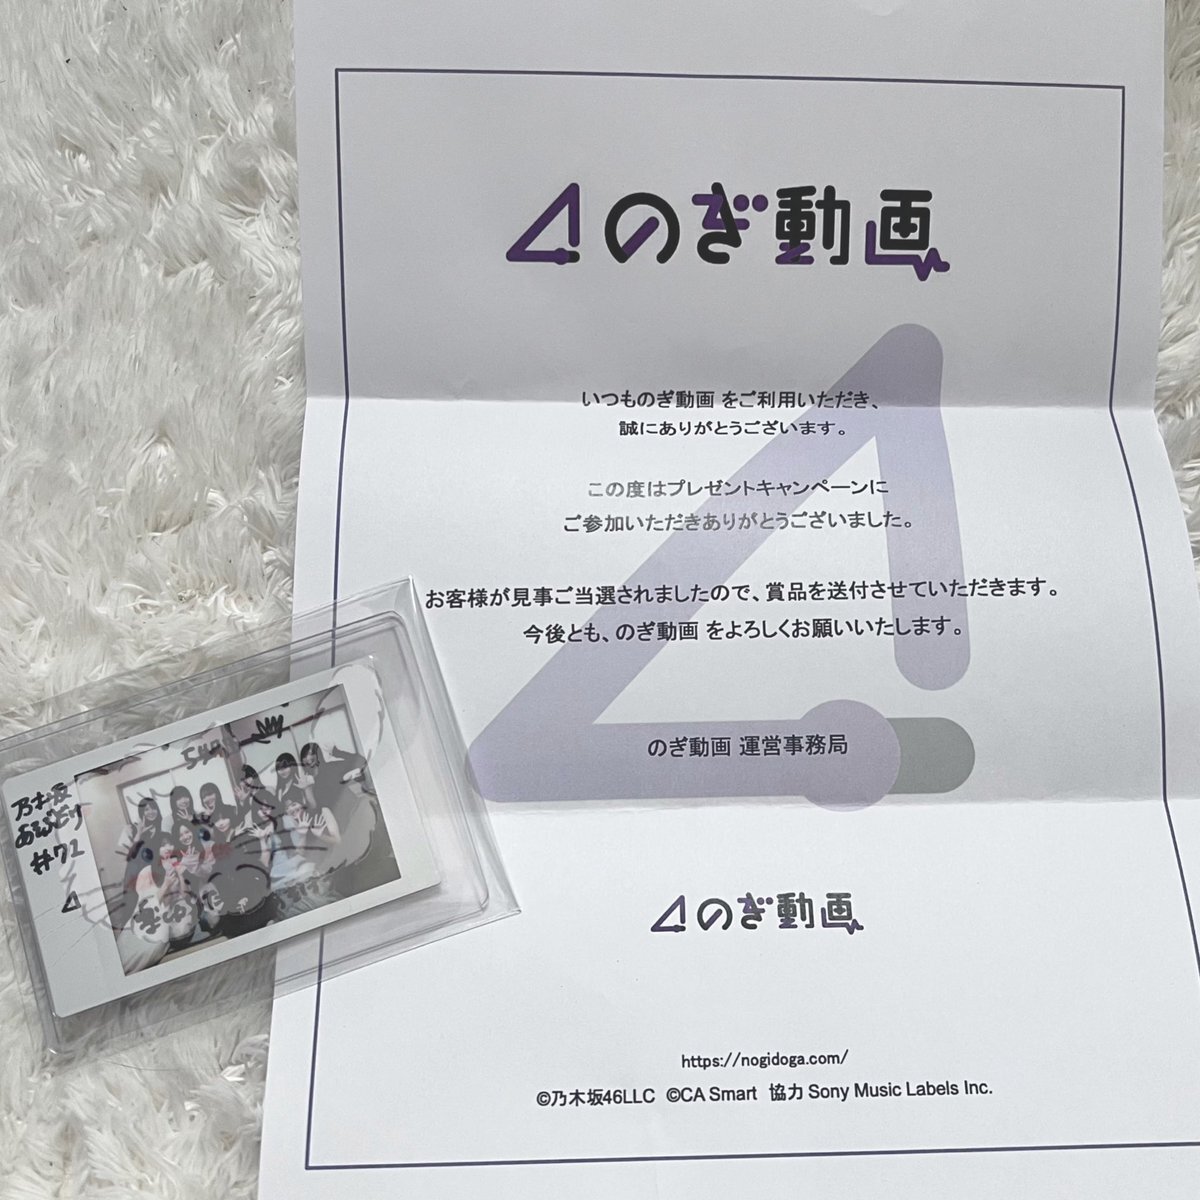 のぎ動画
いつものぎ動画 をご利用いただき、
誠にありがとうございます。
この度はプレゼントキャンペーンに
ご参加いただきありがとうございました。
お客様が見事ご当選されましたので、賞品を送付させていただきます。
今後とも、のぎ動画 をよろしくお願いいたします。
のぎ動画 運営事務局
のぎ動画
https://nogidoga.com/
©乃木坂46LLC ©CA Smart 協力 Sony Music Labels Inc.
乃木坂
あそぶだけ
#72